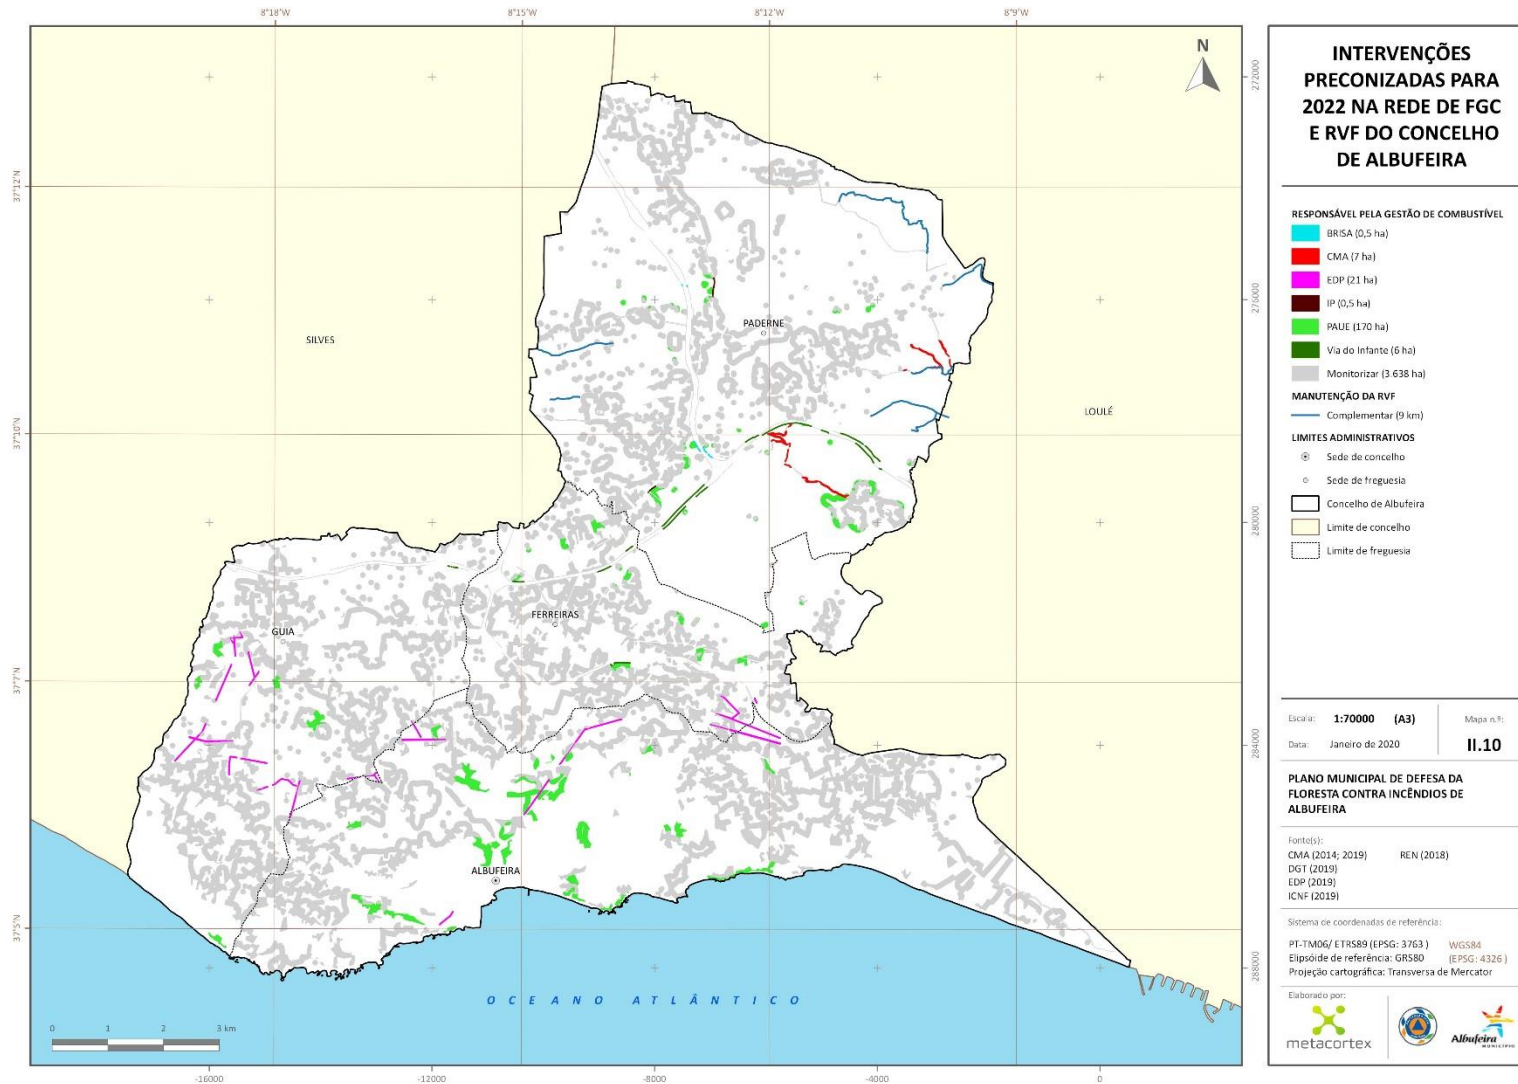 8°18'W
8°15'W
8°12'W
8°9'W
N
37°12'N
37°10'N
37°7'N
37°5'N
272000
276000
280000
284000
288000
SILVES
PADERNE
LOULÉ
FERREIRAS
GUIA
ALBUFEIRA
OCEANO ATLÂNTICO
0 1 2 3 km
-16000
-12000
-8000
-4000
0
INTERVENÇÕES
PRECONIZADAS PARA
2022 NA REDE DE FGC
E RVF DO CONCELHO
DE ALBUFEIRA
RESPONSÁVEL PELA GESTÃO DE COMBUSTÍVEL
BRISA (0,5 ha)
CMA (7 ha)
EDP (21 ha)
IP (0,5 ha)
PAUE (170 ha)
Via do Infante (6 ha)
Monitorizar (3 638 ha)
MANUTENÇÃO DA RVF
Complementar (9 km)
LIMITES ADMINISTRATIVOS
Sede de concelho
Sede de freguesia
Concelho de Albufeira
Limite de concelho
Limite de freguesia
Escala: 1:70000 (A3)
Data: Janeiro de 2020
Mapa n.º:
II.10
PLANO MUNICIPAL DE DEFESA DA
FLORESTA CONTRA INCÊNDIOS DE
ALBUFEIRA
Fonte(s):
CMA (2014; 2019) REN (2018)
DGT (2019)
EDP (2019)
ICNF (2019)
Sistema de coordenadas de referência:
PT-TM06/ ETRS89 (EPSG: 3763 ) WGS84
Elipsóide de referência: GRS80 (EPSG: 4326 )
Projeção cartográfica: Transversa de Mercator
Elaborado por:
metacortex
Albufeira
MUNICÍPIO